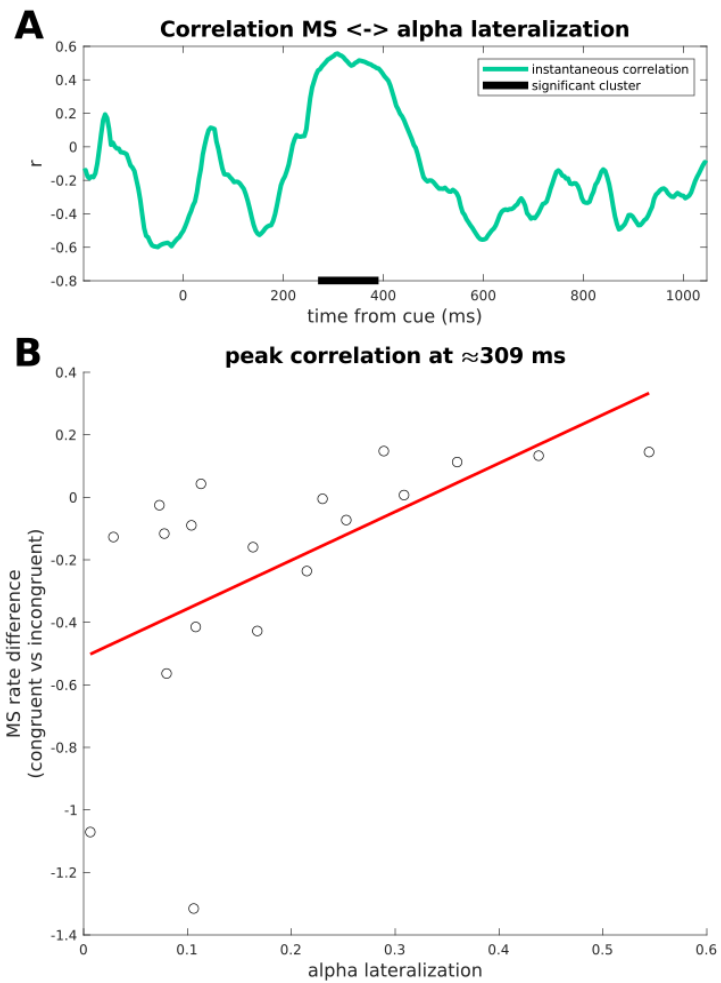 A
Correlation MS <-> alpha lateralization
0.6
0.4
0.2
0
-0.2
-0.4
-0.6
-0.8
r
instantaneous correlation
significant cluster
0 200 400 600 800 1000
time from cue (ms)
B
peak correlation at ≈309 ms
0.4
0.2
0
-0.2
-0.4
-0.6
-0.8
-1
-1.2
-1.4
MS rate difference
(congruent vs incongruent)
0 0.1 0.2 0.3 0.4 0.5 0.6
alpha lateralization